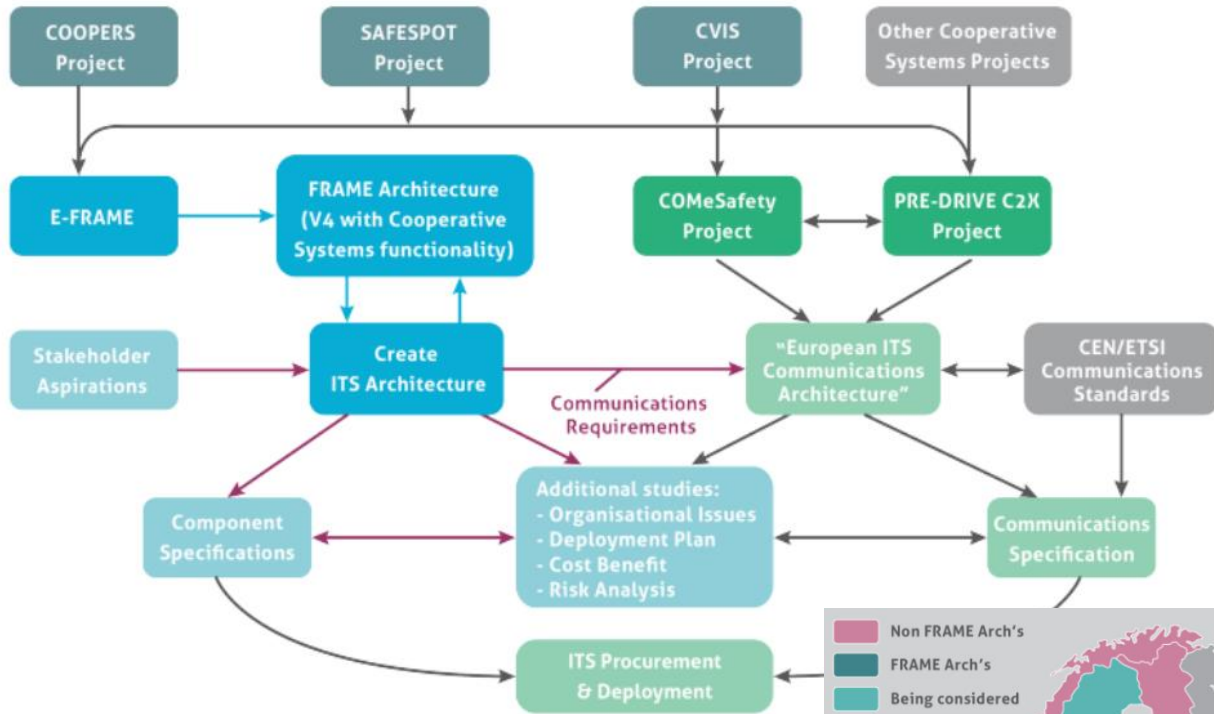 COOPERS
Project
SAFESPOT
Project
CVIS
Project
Other Cooperative
Systems Projects
E-FRAME
FRAME Architecture
(V4 with Cooperative
Systems functionality)
COMeSafety
Project
PRE-DRIVE C2X
Project
Stakeholder
Aspirations
Create
ITS Architecture
Communications
Requirements
"European ITS
Communications
Architecture"
CEN/ETSI
Communications
Standards
Component
Specifications
Additional studies:
- Organisational Issues
- Deployment Plan
- Cost Benefit
- Risk Analysis
Communications
Specification
ITS Procurement
& Deployment
Non FRAME Arch's
FRAME Arch's
Being considered